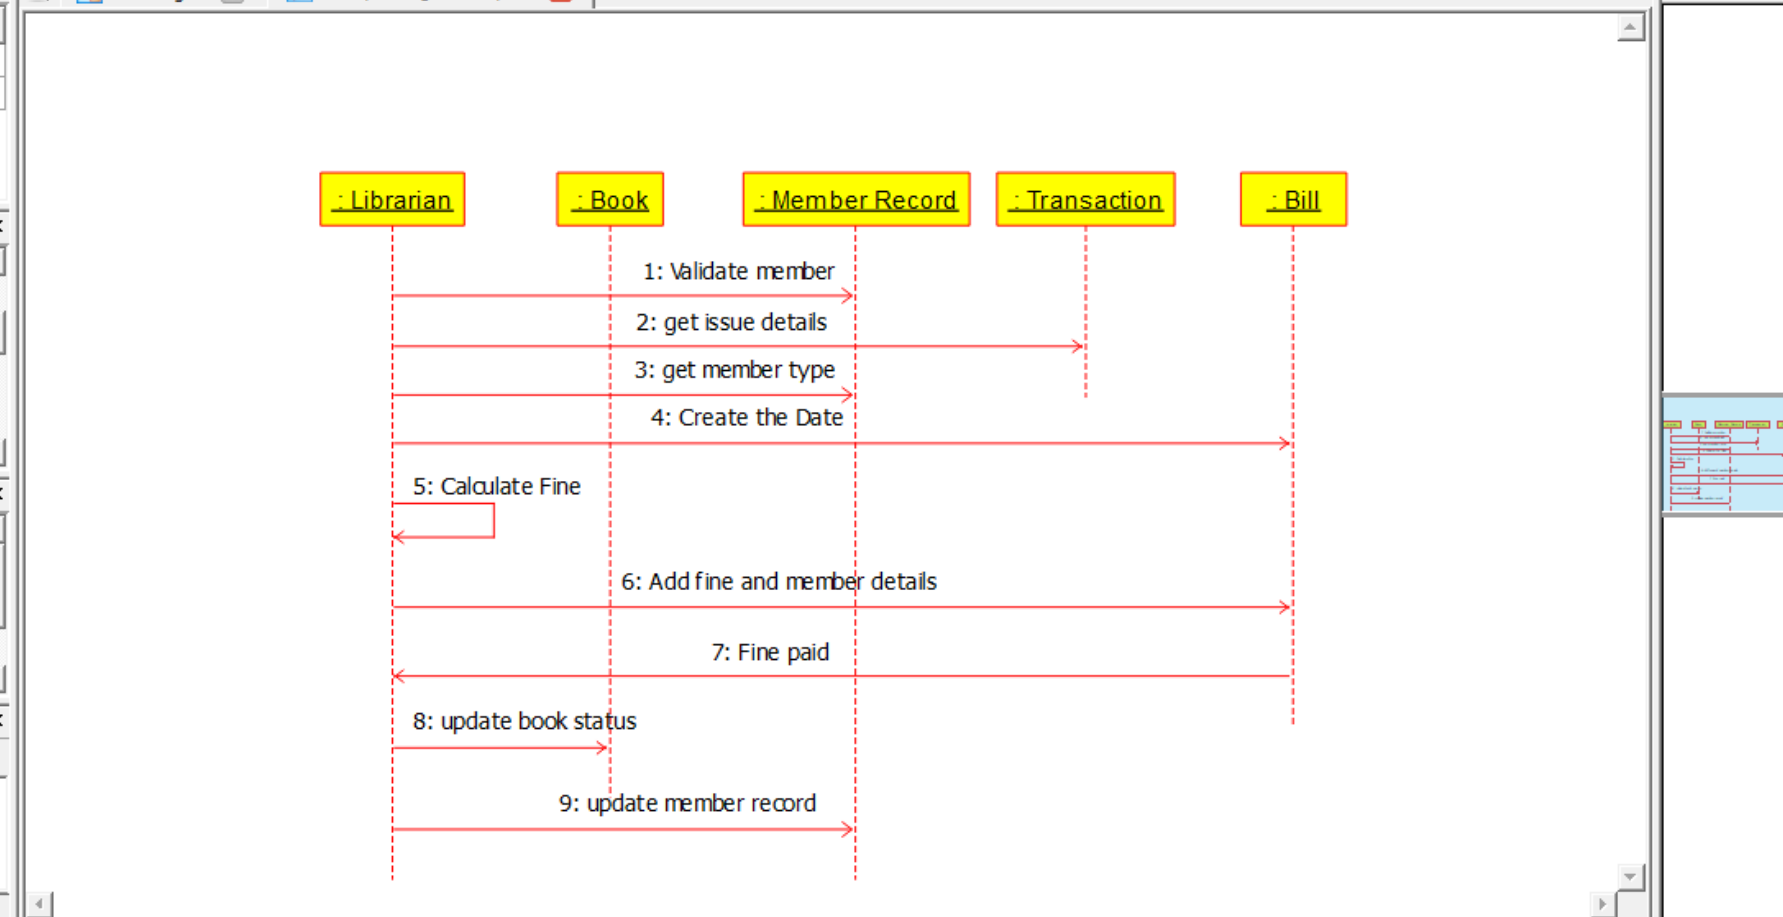 : Librarian
: Book
: Member Record
: Transaction
: Bill
1: Validate member
2: get issue details
3: get member type
4: Create the Date
5: Calculate Fine
6: Add fine and member details
7: Fine paid
8: update book status
9: update member record